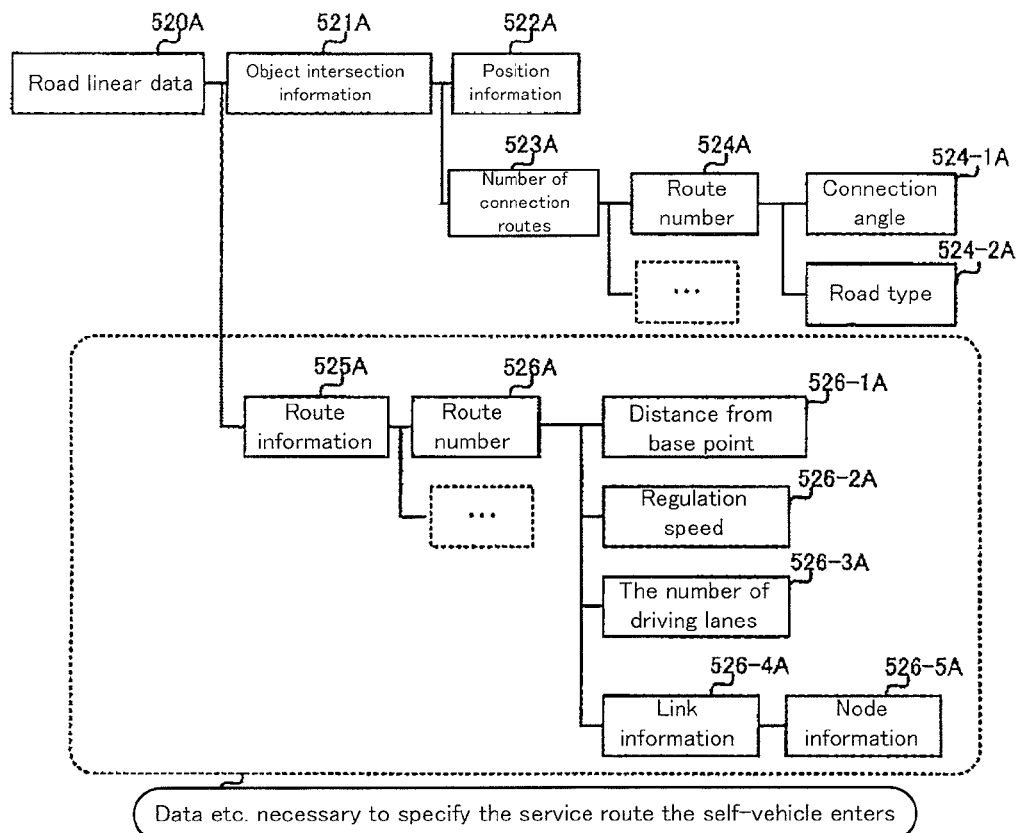 520A
521A
522A
Road linear data
Object intersection
information
Position
information
523A
524A
524-1A
Number of
connection
routes
Route
number
Connection
angle
524-2A
...
Road type
525A
526A
526-1A
Route
information
Route
number
Distance from
base point
526-2A
...
Regulation
speed
526-3A
The number of
driving lanes
526-4A
526-5A
Link
information
Node
information
Data etc. necessary to specify the service route the self-vehicle enters